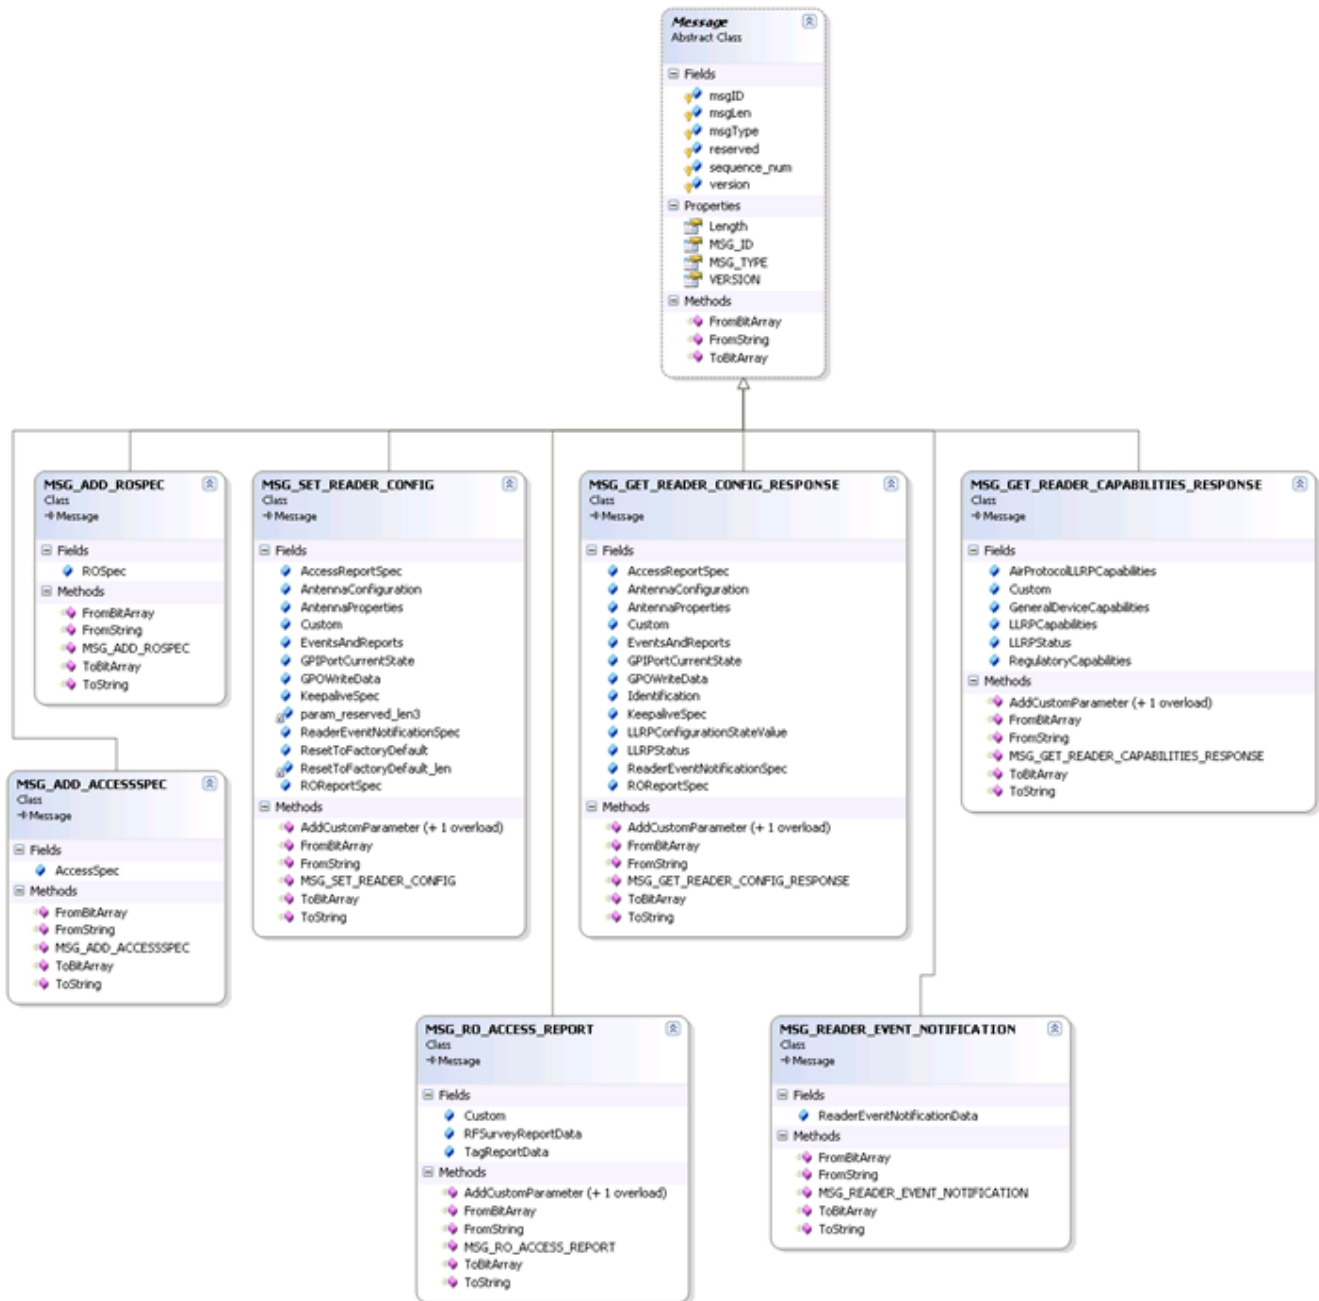 Message
Abstract Class
Fields
msgID
msgLen
msgType
reserved
sequence_num
version
Properties
Length
MSG_ID
MSG_TYPE
VERSION
Methods
FromBitArray
FromString
ToBitArray
MSG_ADD_ROSPEC
Class
Message
Fields
ROSpec
Methods
FromBitArray
FromString
MSG_ADD_ROSPEC
ToBitArray
ToString
MSG_SET_READER_CONFIG
Class
Message
Fields
AccessReportSpec
AntennaConfiguration
AntennaProperties
Custom
EventsAndReports
GPIPortCurrentState
GPOWriteData
KeepaliveSpec
param_reserved_len3
ReaderEventNotificationSpec
ResetToFactoryDefault
ResetToFactoryDefault_len
ROReportSpec
Methods
AddCustomParameter (+ 1 overload)
FromBitArray
FromString
MSG_SET_READER_CONFIG
ToBitArray
ToString
MSG_GET_READER_CONFIG_RESPONSE
Class
Message
Fields
AccessReportSpec
AntennaConfiguration
AntennaProperties
Custom
EventsAndReports
GPIPortCurrentState
GPOWriteData
Identification
KeepaliveSpec
LLRPConfigurationStateValue
LLRPStatus
ReaderEventNotificationSpec
ROReportSpec
Methods
AddCustomParameter (+ 1 overload)
FromBitArray
FromString
MSG_GET_READER_CONFIG_RESPONSE
ToBitArray
ToString
MSG_GET_READER_CAPABILITIES_RESPONSE
Class
Message
Fields
AirProtocolLLRPCapabilities
Custom
GeneralDeviceCapabilities
LLRPCapabilities
LLRPStatus
RegulatoryCapabilities
Methods
AddCustomParameter (+ 1 overload)
FromBitArray
FromString
MSG_GET_READER_CAPABILITIES_RESPONSE
ToBitArray
ToString
MSG_ADD_ACCESSSPEC
Class
Message
Fields
AccessSpec
Methods
FromBitArray
FromString
MSG_ADD_ACCESSSPEC
ToBitArray
ToString
MSG_RO_ACCESS_REPORT
Class
Message
Fields
Custom
RFSurveyReportData
TagReportData
Methods
AddCustomParameter (+ 1 overload)
FromBitArray
FromString
MSG_RO_ACCESS_REPORT
ToBitArray
ToString
MSG_READER_EVENT_NOTIFICATION
Class
Message
Fields
ReaderEventNotificationData
Methods
FromBitArray
FromString
MSG_READER_EVENT_NOTIFICATION
ToBitArray
ToString